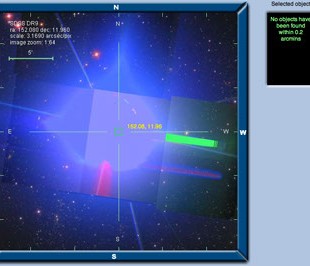 N
Selected object
SDSS DR9
ra: 152.080 dec: 11.960
scale: 3.1690 arcsec/pix
image zoom: 1:64
5'
N
No objects have
been found
within 0.2
arcmins
152.08, 11.96
E
W
W
S
S